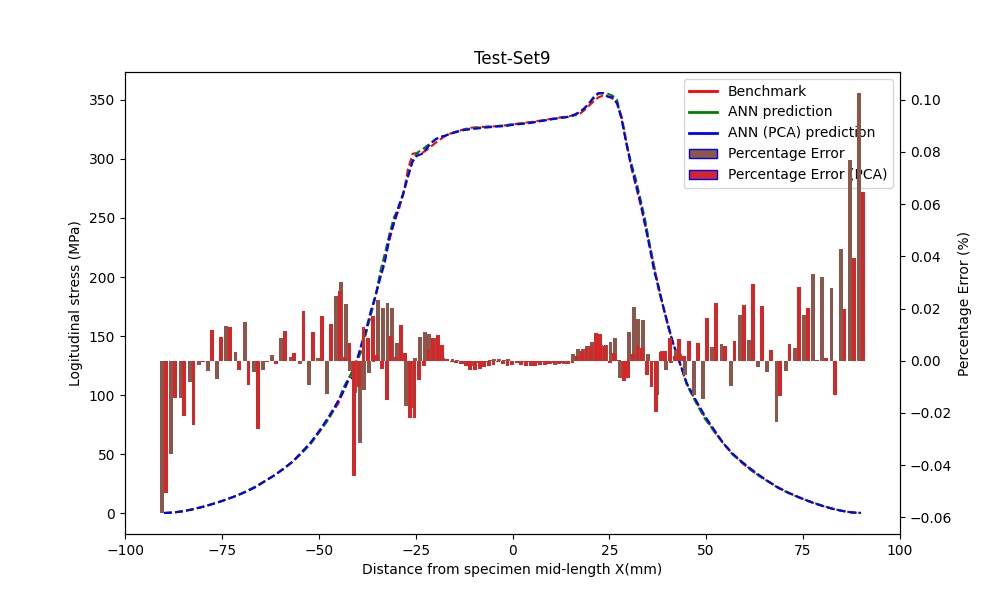 Test-Set9
Benchmark
ANN prediction
ANN (PCA) prediction
Percentage Error
Percentage Error (PCA)
350
300
250
200
150
100
50
0
Logitudinal stress (MPa)
0.10
0.08
0.06
0.04
0.02
0.00
−0.02
−0.04
−0.06
Percentage Error (%)
−100 −75 −50 −25 0 25 50 75 100
Distance from specimen mid-length X(mm)